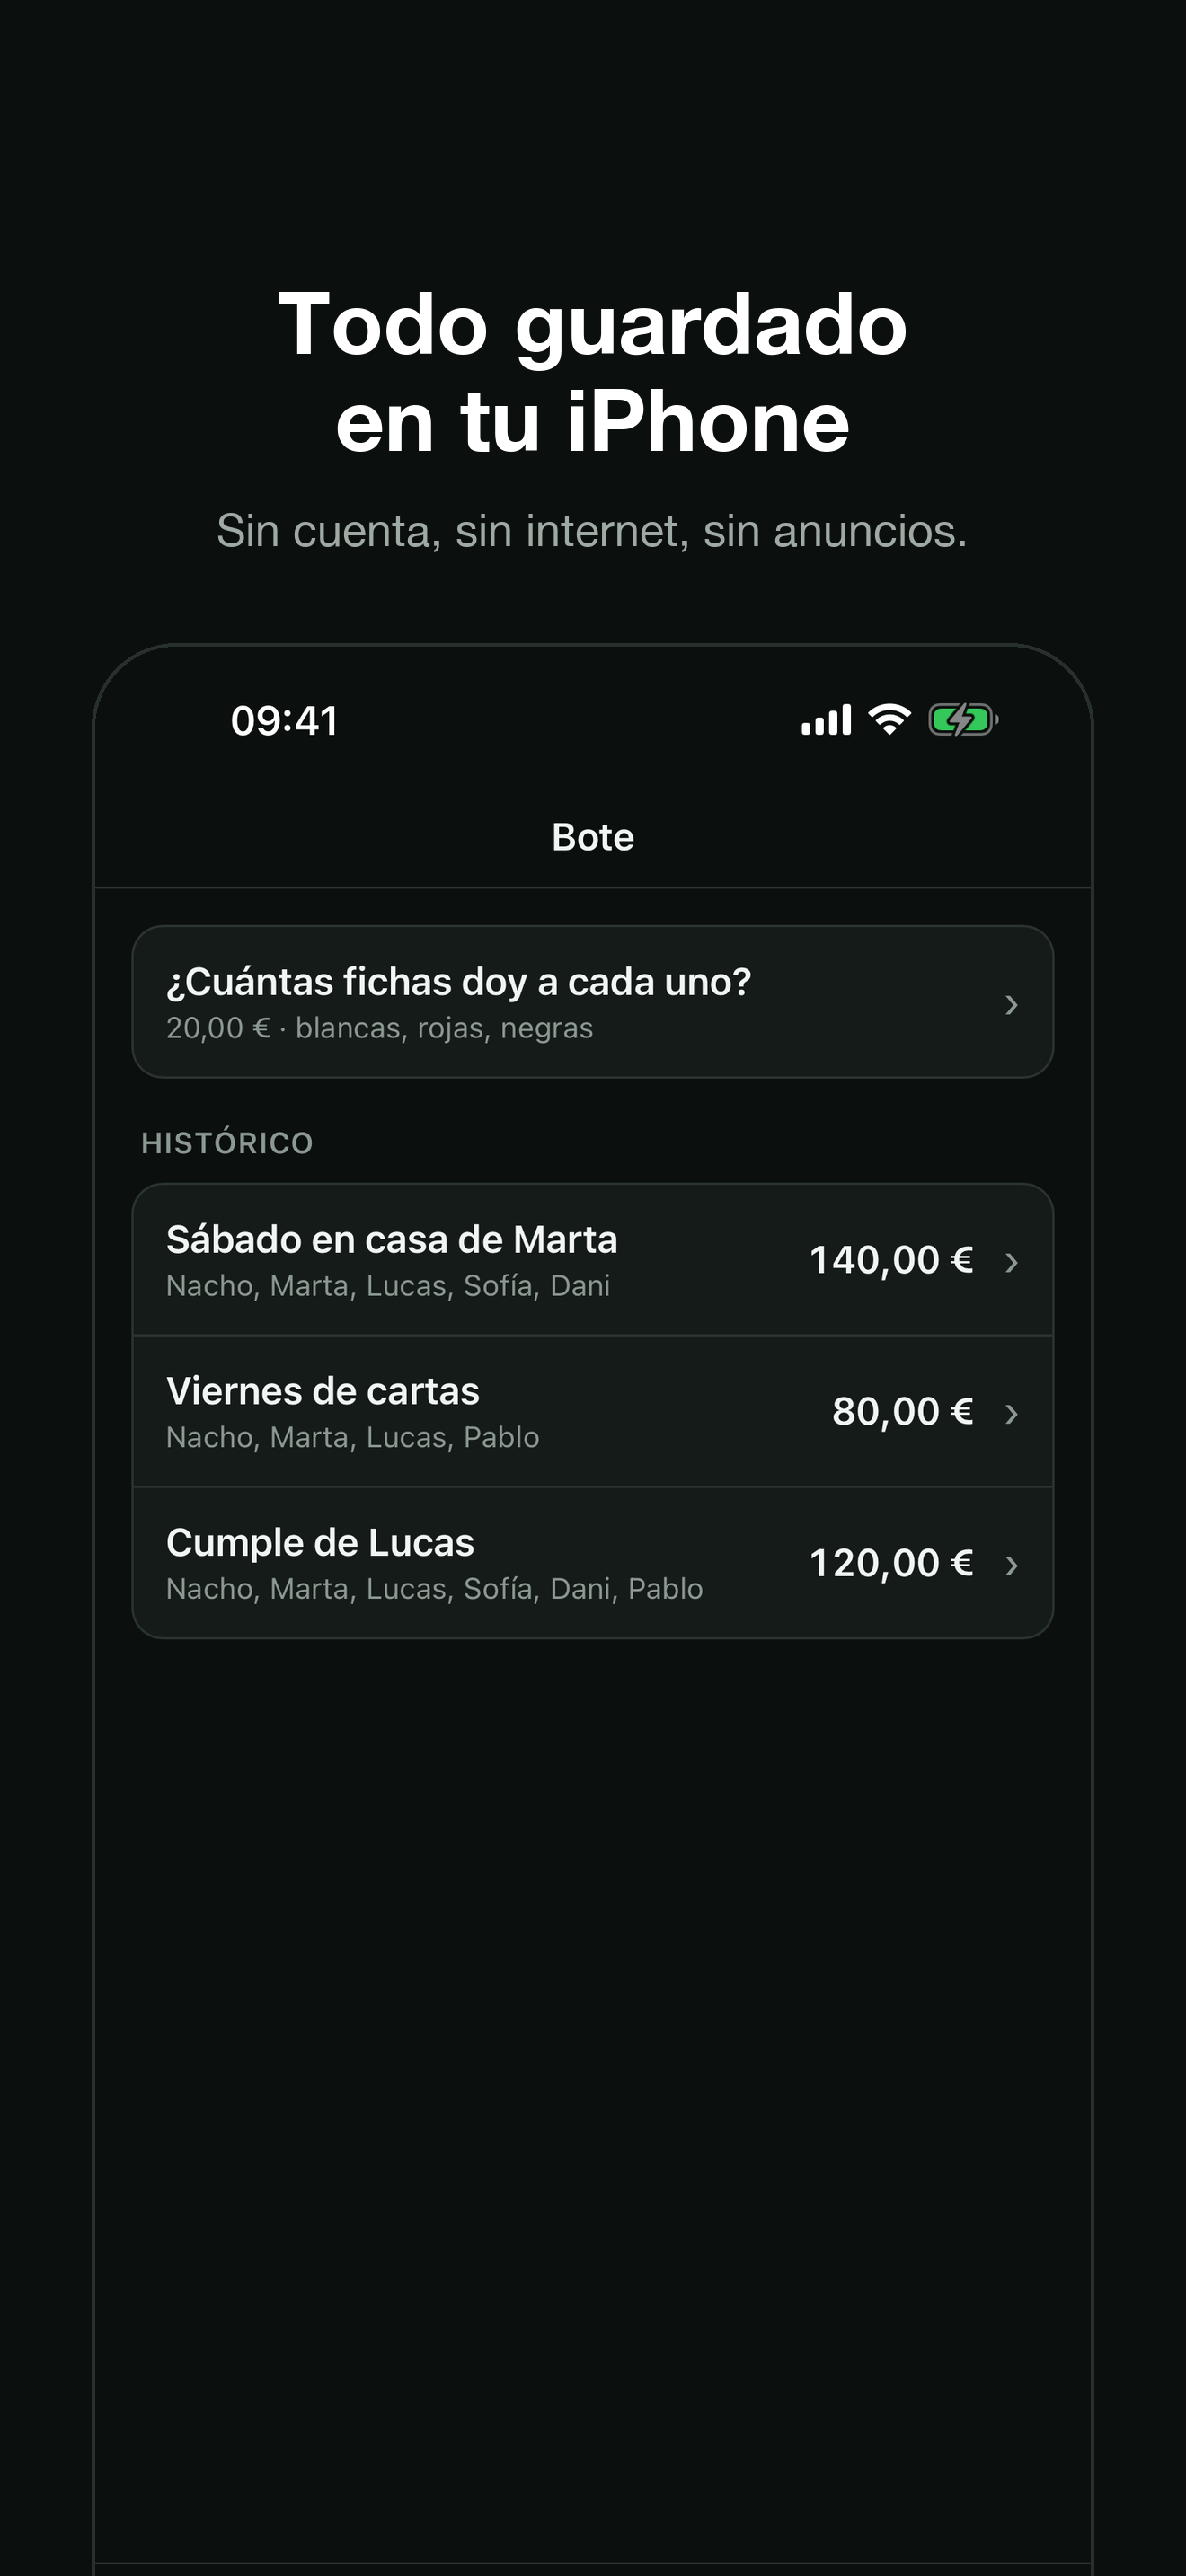 Todo guardado
en tu iPhone
Sin cuenta, sin internet, sin anuncios.
09:41
Bote
¿Cuántas fichas doy a cada uno?
20,00 € · blancas, rojas, negras
HISTÓRICO
Sábado en casa de Marta
140,00 €
Nacho, Marta, Lucas, Sofía, Dani
Viernes de cartas
80,00 €
Nacho, Marta, Lucas, Pablo
Cumple de Lucas
120,00 €
Nacho, Marta, Lucas, Sofía, Dani, Pablo